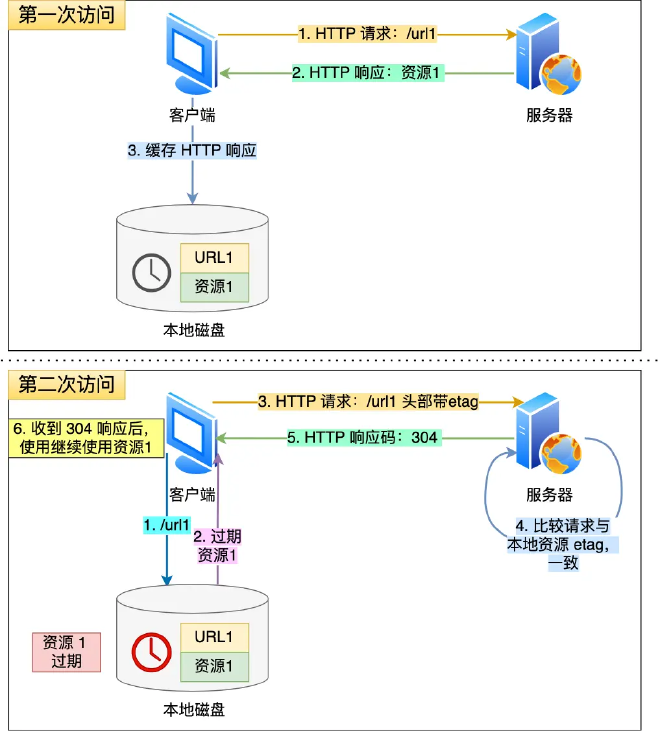 第一次访问
1. HTTP 请求：/url1
2. HTTP 响应：资源1
客户端
服务器
3. 缓存 HTTP 响应
URL1
资源1
本地磁盘
第二次访问
3. HTTP 请求：/url1 头部带etag
6. 收到 304 响应后，
使用继续使用资源1
5. HTTP 响应码：304
客户端
服务器
1. /url1
2. 过期
资源1
4. 比较请求与
本地资源 etag，
一致
资源 1
过期
URL1
资源1
本地磁盘